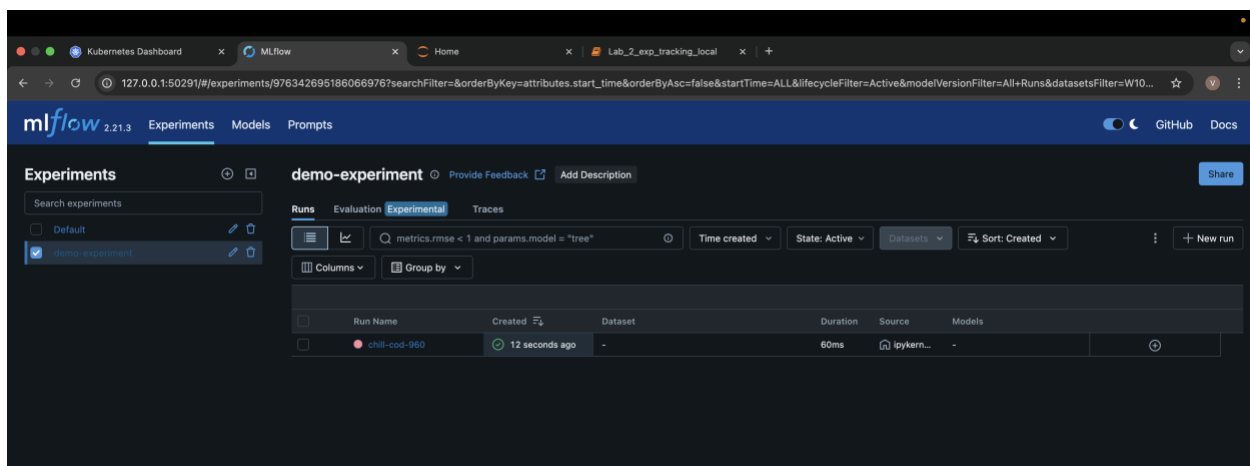 Kubernetes Dashboard × MLflow × Home × Lab_2_exp_tracking_local × +
127.0.0.1:50291/#/experiments/976342695186066976?searchFilter=&orderByKey=attributes.start_time&orderByAsc=false&startTime=ALL&lifecycleFilter=Active&modelVersionFilter=All+Runs&datasetsFilter=W10... V
mlflow 2.21.3 Experiments Models Prompts GitHub Docs
Experiments
demo-experiment Provide Feedback Add Description Share
Search experiments
Runs Evaluation Experimental Traces
Default
metrics.rmse < 1 and params.model = "tree" Time created State: Active Datasets Sort: Created + New run
demo-experiment
Columns Group by
Run Name Created Dataset Duration Source Models
chill-cod-960 12 seconds ago - 60ms ipykern... -